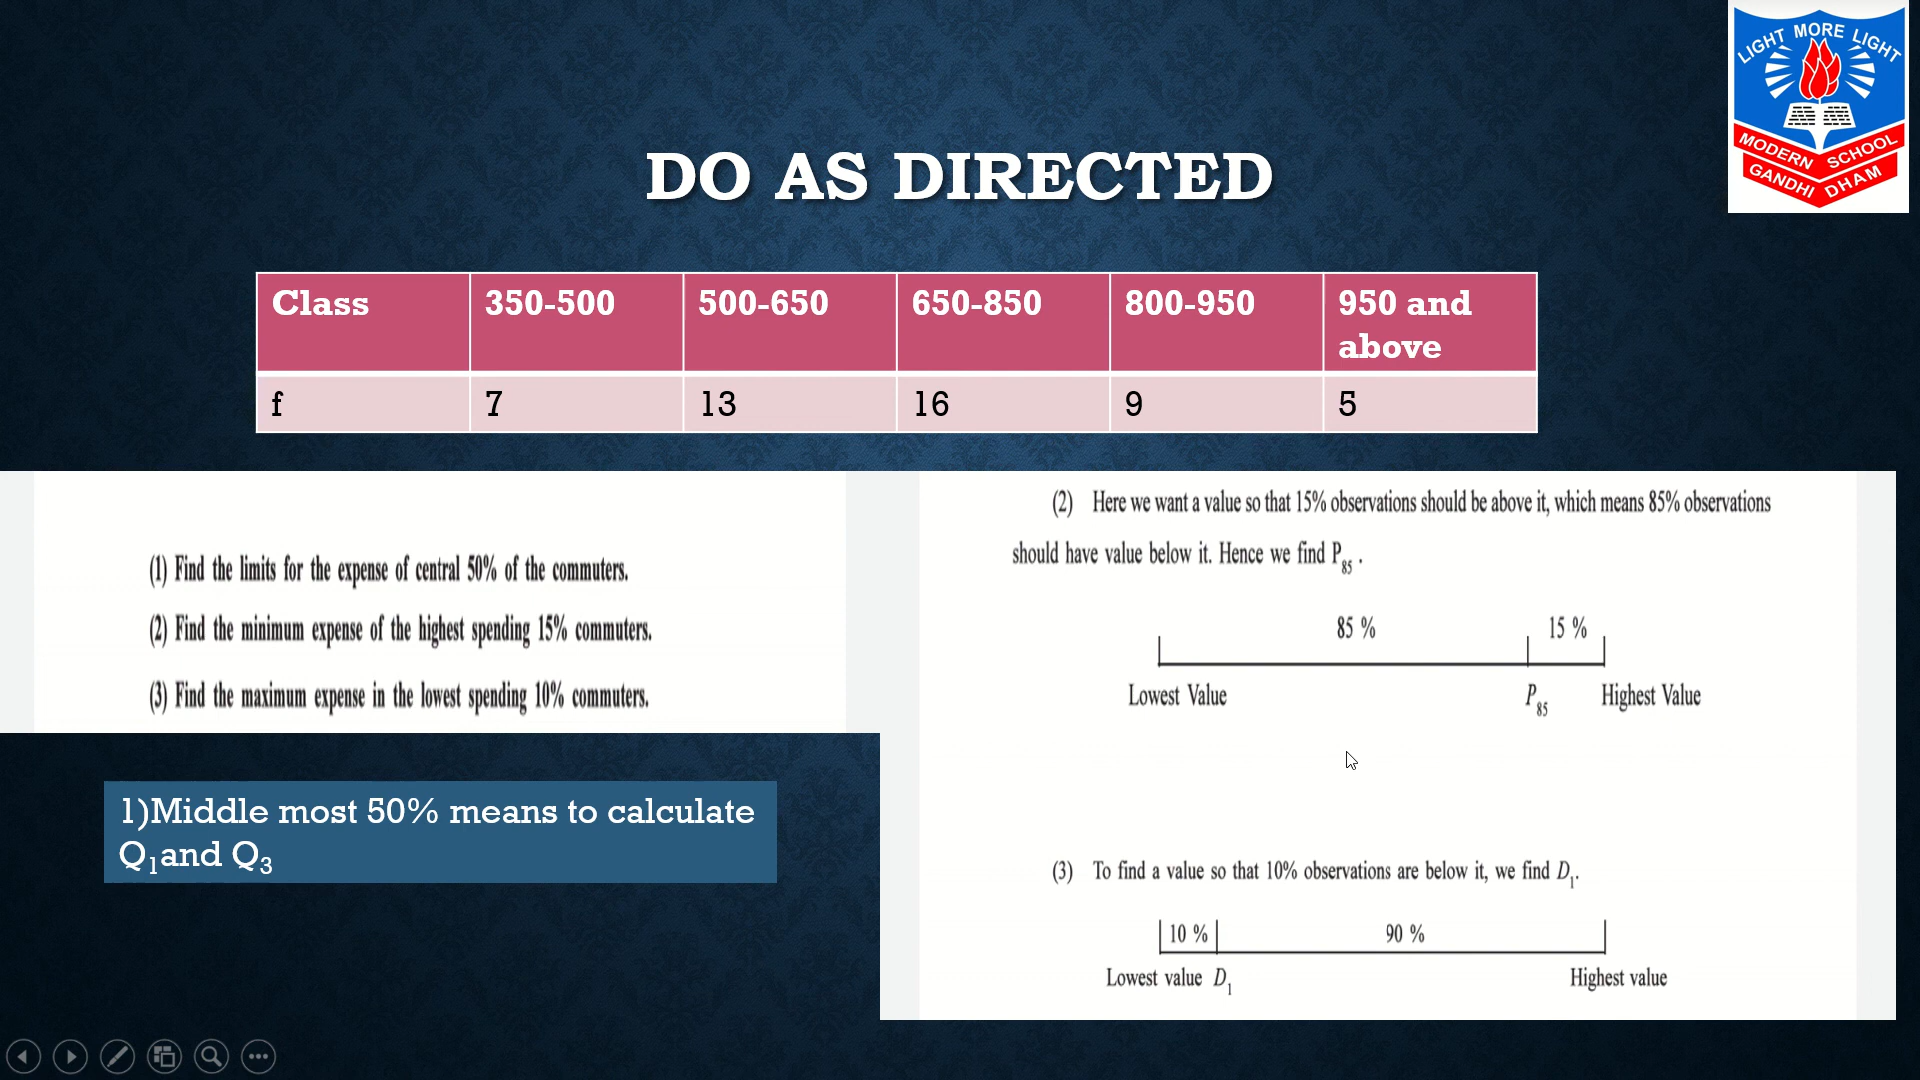 LIGHT MORE LIGHT
MODERN SCHOOL
GANDHI DHAM
DO AS DIRECTED
Class 350-500 500-650 650-850 800-950 950 and
above
f 7 13 16 9 5
(1) Find the limits for the expense of central 50% of the commuters.
(2) Find the minimum expense of the highest spending 15% commuters.
(3) Find the maximum expense in the lowest spending 10% commuters.
1)Middle most 50% means to calculate
Q1and Q3
(2) Here we want a value so that 15% observations should be above it, which means 85% observations
should have value below it. Hence we find P85 .
85 % 15 %
Lowest Value P85 Highest Value
(3) To find a value so that 10% observations are below it, we find D1.
10 % 90 %
Lowest value D1 Highest value